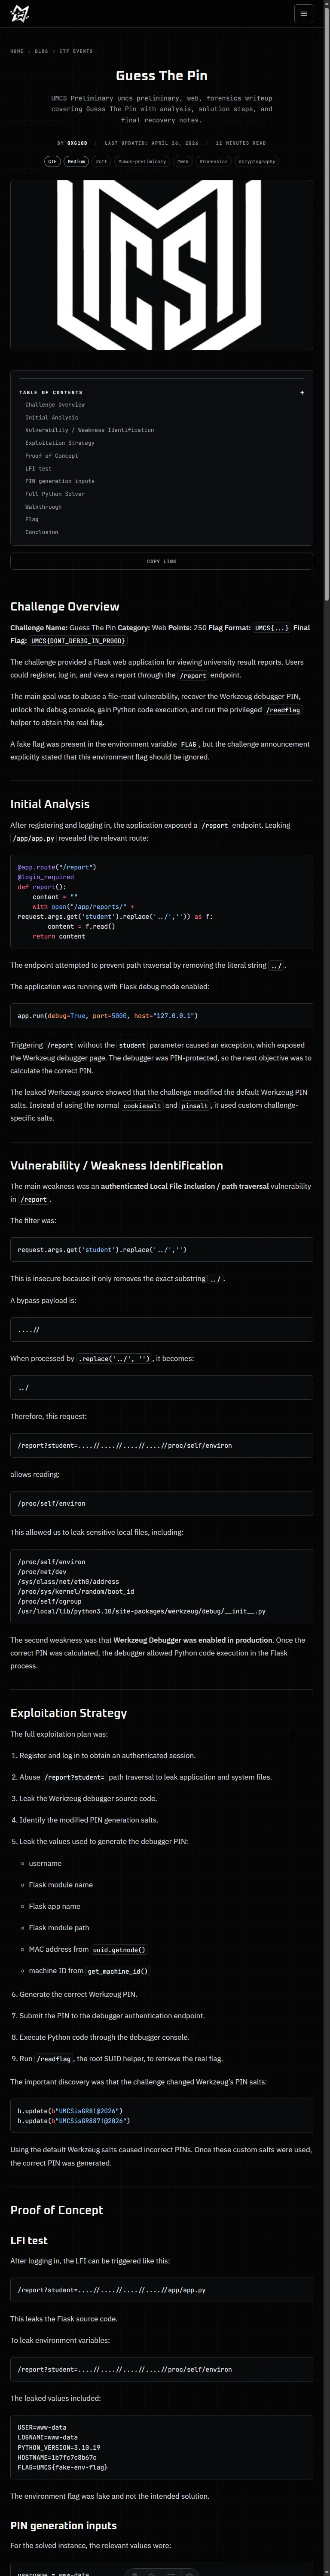 HOME › BLOG › CTF EVENTS
Guess The Pin
UMCS Preliminary umcs preliminary, web, forensics writeup
covering Guess The Pin with analysis, solution steps, and
final recovery notes.
BY 0XG180 | LAST UPDATED: APRIL 26, 2026 | 12 MINUTES READ
CTF Medium #ctf #umcs-preliminary #web #forensics #cryptography
TABLE OF CONTENTS +
Challenge Overview
Initial Analysis
Vulnerability / Weakness Identification
Exploitation Strategy
Proof of Concept
LFI test
PIN generation inputs
Full Python Solver
Walkthrough
Flag
Conclusion
COPY LINK
Challenge Overview
Challenge Name: Guess The Pin Category: Web Points: 250 Flag Format: UMCS{...} Final
Flag: UMCS{D0NT_DEB3G_IN_PR00D}
The challenge provided a Flask web application for viewing university result reports. Users
could register, log in, and view a report through the /report endpoint.
The main goal was to abuse a file-read vulnerability, recover the Werkzeug debugger PIN,
unlock the debug console, gain Python code execution, and run the privileged /readflag
helper to obtain the real flag.
A fake flag was present in the environment variable FLAG, but the challenge announcement
explicitly stated that this environment flag should be ignored.
Initial Analysis
After registering and logging in, the application exposed a /report endpoint. Leaking
/app/app.py revealed the relevant route:
@app.route("/report")
@login_required
def report():
content = ""
with open("/app/reports/" +
request.args.get('student').replace('../','')) as f:
content = f.read()
return content
The endpoint attempted to prevent path traversal by removing the literal string ../.
The application was running with Flask debug mode enabled:
app.run(debug=True, port=5000, host="127.0.0.1")
Triggering /report without the student parameter caused an exception, which exposed
the Werkzeug debugger page. The debugger was PIN-protected, so the next objective was to
calculate the correct PIN.
The leaked Werkzeug source showed that the challenge modified the default Werkzeug PIN
salts. Instead of using the normal cookiesalt and pinsalt, it used custom challenge-
specific salts.
Vulnerability / Weakness Identification
The main weakness was an authenticated Local File Inclusion / path traversal vulnerability
in /report.
The filter was:
request.args.get('student').replace('../','')
This is insecure because it only removes the exact substring ../.
A bypass payload is:
....//
When processed by .replace('../', ''), it becomes:
../
Therefore, this request:
/report?student=....//....//....//....//proc/self/environ
allows reading:
/proc/self/environ
This allowed us to leak sensitive local files, including:
/proc/self/environ
/proc/net/dev
/sys/class/net/eth0/address
/proc/sys/kernel/random/boot_id
/proc/self/cgroup
/usr/local/lib/python3.10/site-packages/werkzeug/debug/__init__.py
The second weakness was that Werkzeug Debugger was enabled in production. Once the
correct PIN was calculated, the debugger allowed Python code execution in the Flask
process.
Exploitation Strategy
The full exploitation plan was:
1. Register and log in to obtain an authenticated session.
2. Abuse /report?student= path traversal to leak application and system files.
3. Leak the Werkzeug debugger source code.
4. Identify the modified PIN generation salts.
5. Leak the values used to generate the debugger PIN:
username
Flask module name
Flask app name
Flask module path
MAC address from uuid.getnode()
machine ID from get_machine_id()
6. Generate the correct Werkzeug PIN.
7. Submit the PIN to the debugger authentication endpoint.
8. Execute Python code through the debugger console.
9. Run /readflag, the root SUID helper, to retrieve the real flag.
The important discovery was that the challenge changed Werkzeug's PIN salts:
h.update(b"UMCSisGR8!@2026")
h.update(b"UMCSisGR887!@2026")
Using the default Werkzeug salts caused incorrect PINs. Once these custom salts were used,
the correct PIN was generated.
Proof of Concept
LFI test
After logging in, the LFI can be triggered like this:
/report?student=....//....//....//....//app/app.py
This leaks the Flask source code.
To leak environment variables:
/report?student=....//....//....//....//proc/self/environ
The leaked values included:
USER=www-data
LOGNAME=www-data
PYTHON_VERSION=3.10.19
HOSTNAME=1b7fc7c8b67c
FLAG=UMCS{fake-env-flag}
The environment flag was fake and not the intended solution.
PIN generation inputs
For the solved instance, the relevant values were:
username = www-data